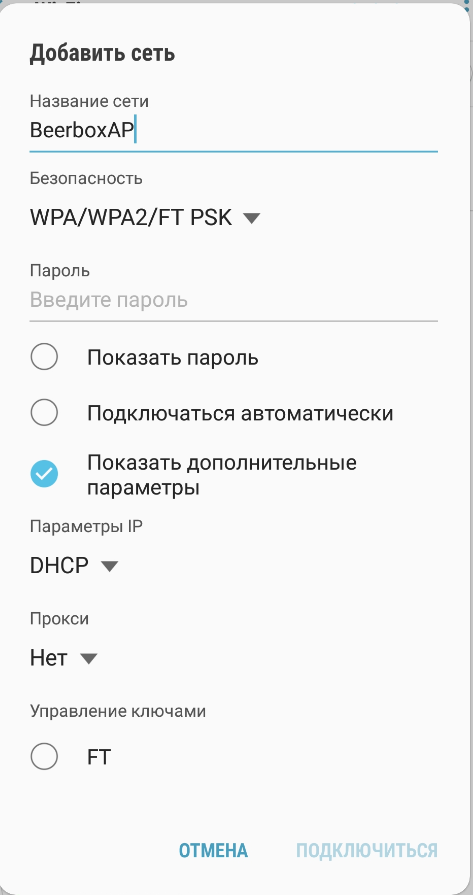 Добавить сеть
Название сети
BeerboxAP
Безопасность
WPA/WPA2/FT PSK
Пароль
Введите пароль
Показать пароль
Подключаться автоматически
Показать дополнительные
параметры
Параметры IP
DHCP
Прокси
Нет
Управление ключами
FT
ОТМЕНА ПОДКЛЮЧИТЬСЯ